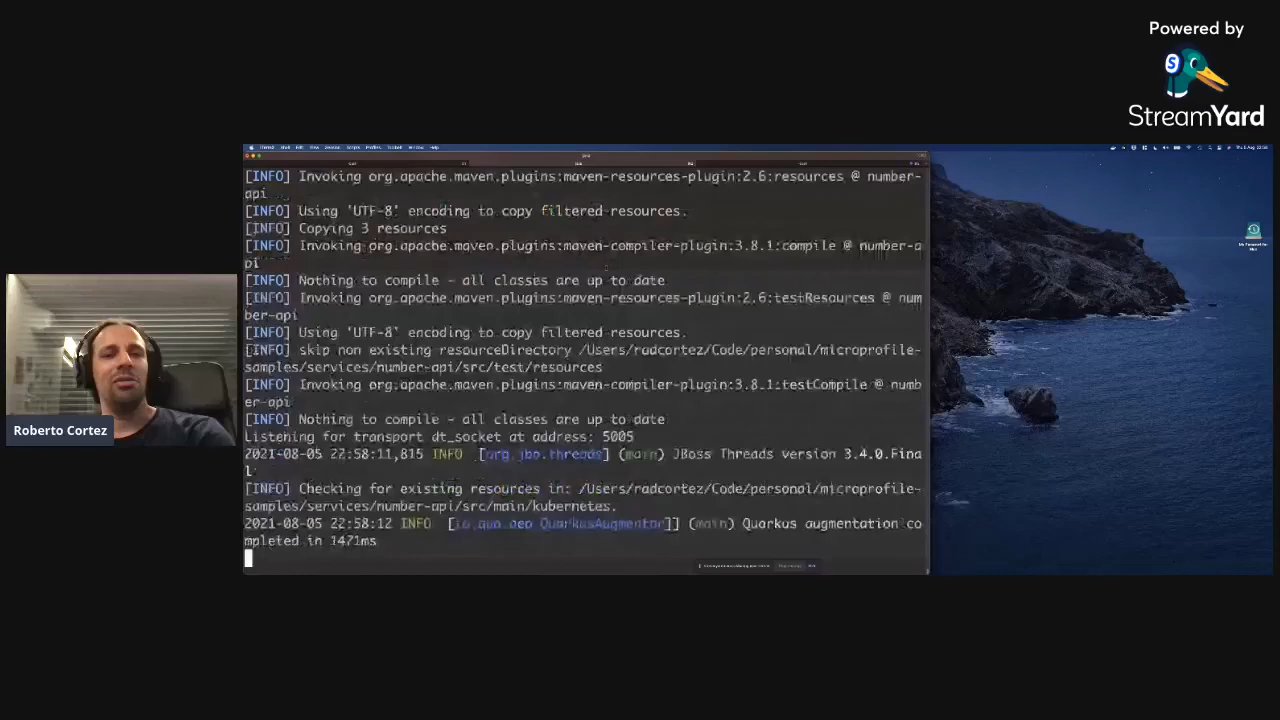 Powered by
StreamYard
[INFO] Invoking org.apache.maven.plugins:maven-resources-plugin:2.6:resources @ number-
api
[INFO] Using 'UTF-8' encoding to copy filtered resources.
[INFO] Copying 3 resources
[INFO] Invoking org.apache.maven.plugins:maven-compiler-plugin:3.8.1:compile @ number-a
pi
[INFO] Nothing to compile - all classes are up to date
[INFO] Invoking org.apache.maven.plugins:maven-resources-plugin:2.6:testResources @ num
ber-api
[INFO] Using 'UTF-8' encoding to copy filtered resources.
[INFO] skip non existing resourceDirectory /Users/radcortez/Code/personal/microprofile-
samples/services/number-api/src/test/resources
[INFO] Invoking org.apache.maven.plugins:maven-compiler-plugin:3.8.1:testCompile @ numb
er-api
[INFO] Nothing to compile - all classes are up to date
Listening for transport dt_socket at address: 5005
2021-08-05 22:58:11,815 INFO [org.jbo.threads] (main) JBoss Threads version 3.4.0.Fina
l
[INFO] Checking for existing resources in: /Users/radcortez/Code/personal/microprofile-
samples/services/number-api/src/main/kubernetes.
2021-08-05 22:58:12 INFO [io.qua.dep.QuarkusAugmentor]] (main) Quarkus augmentation co
mpleted in 1471ms
Roberto Cortez